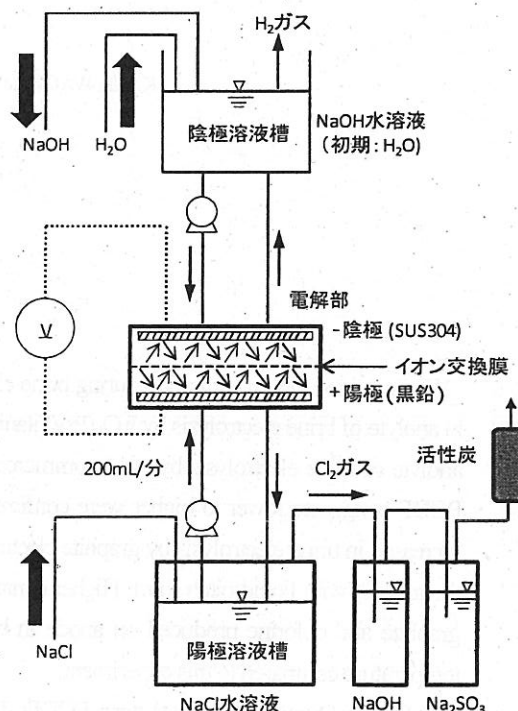 H₂ガス
NaOH
H₂O
陰極溶液槽
NaOH水溶液
(初期:H₂O)
電解部
-陰極(SUS304)
イオン交換膜
+陽極(黒鉛)
V
200mL/分
Cl₂ガス
活性炭
NaCl
陽極溶液槽
NaCl水溶液
NaOH
Na₂SO₃